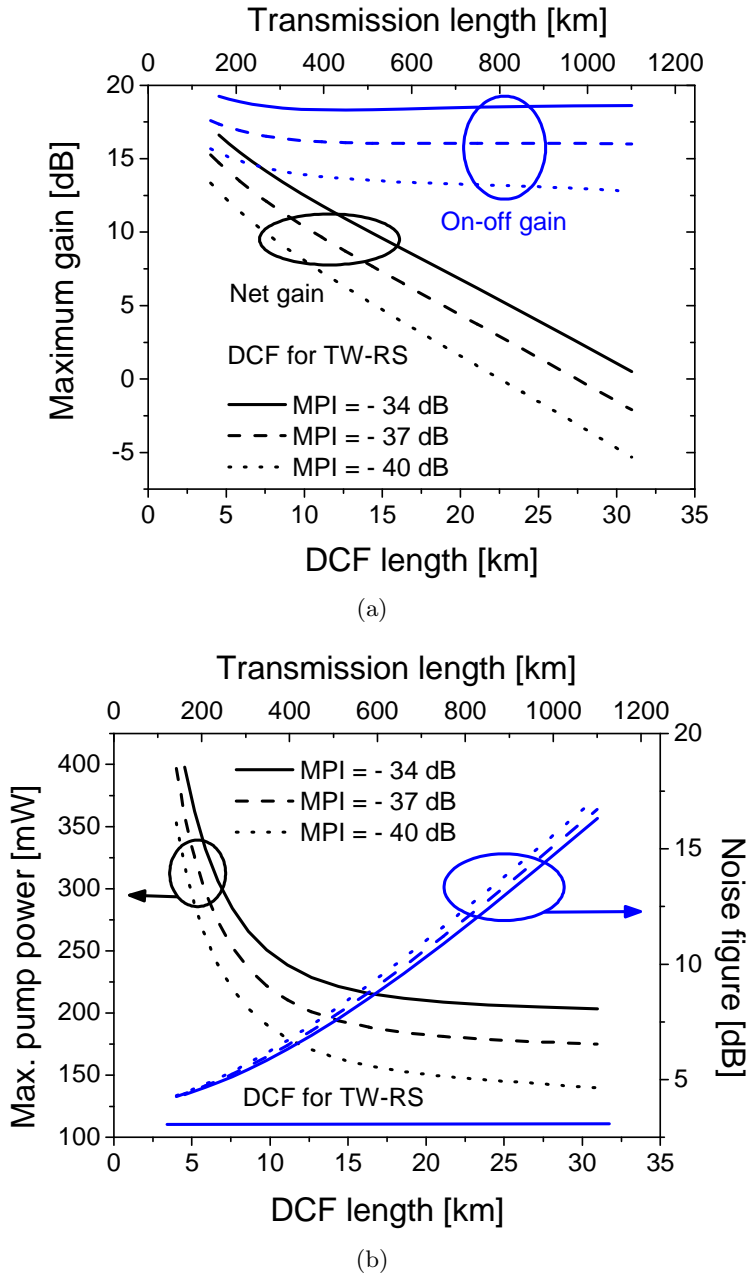 Transmission length [km]
0 200 400 600 800 1000 1200
Maximum gain [dB]
20
15
10
5
0
-5
On-off gain
Net gain
DCF for TW-RS
MPI = - 34 dB
MPI = - 37 dB
MPI = - 40 dB
0 5 10 15 20 25 30 35
DCF length [km]
(a)
Transmission length [km]
0 200 400 600 800 1000 1200
Max. pump power [mW]
400
350
300
250
200
150
100
MPI = - 34 dB
MPI = - 37 dB
MPI = - 40 dB
20
15
10
5
Noise figure [dB]
DCF for TW-RS
0 5 10 15 20 25 30 35
DCF length [km]
(b)